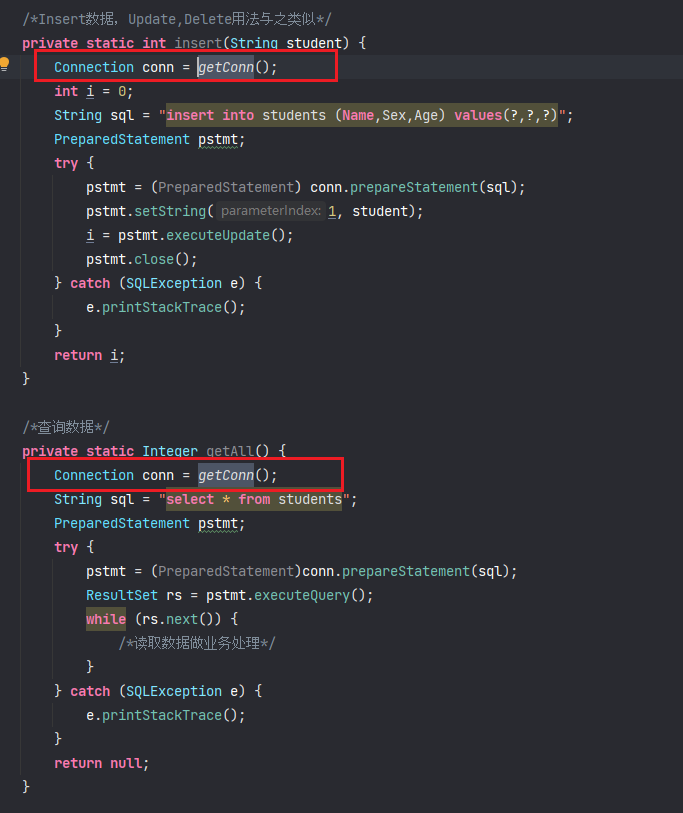 /*Insert数据，Update,Delete用法与之类似*/
private static int insert(String student) {
    Connection conn = getConn();
    int i = 0;
    String sql = "insert into students (Name,Sex,Age) values(?,?,?)";
    PreparedStatement pstmt;
    try {
        pstmt = (PreparedStatement) conn.prepareStatement(sql);
        pstmt.setString( parameterIndex: 1, student);
        i = pstmt.executeUpdate();
        pstmt.close();
    } catch (SQLException e) {
        e.printStackTrace();
    }
    return i;
}
/*查询数据*/
private static Integer getAll() {
    Connection conn = getConn();
    String sql = "select * from students";
    PreparedStatement pstmt;
    try {
        pstmt = (PreparedStatement)conn.prepareStatement(sql);
        ResultSet rs = pstmt.executeQuery();
        while (rs.next()) {
            /*读取数据做业务处理*/
        }
    } catch (SQLException e) {
        e.printStackTrace();
    }
    return null;
}